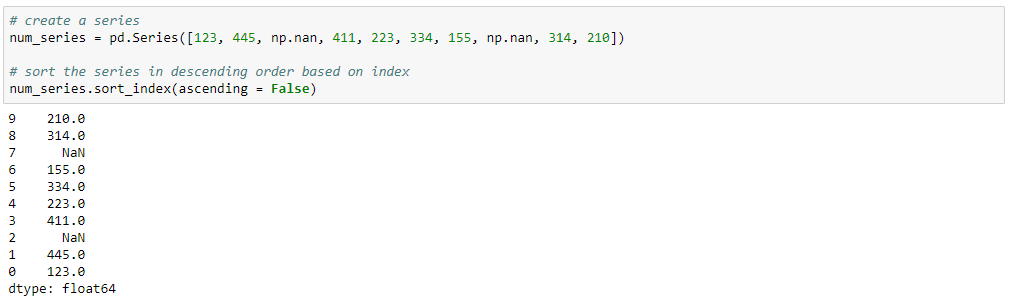 # create a series
num_series = pd.Series([123, 445, np.nan, 411, 223, 334, 155, np.nan, 314, 210])
# sort the series in descending order based on index
num_series.sort_index(ascending = False)
9    210.0
8    314.0
7      NaN
6    155.0
5    334.0
4    223.0
3    411.0
2      NaN
1    445.0
0    123.0
dtype: float64